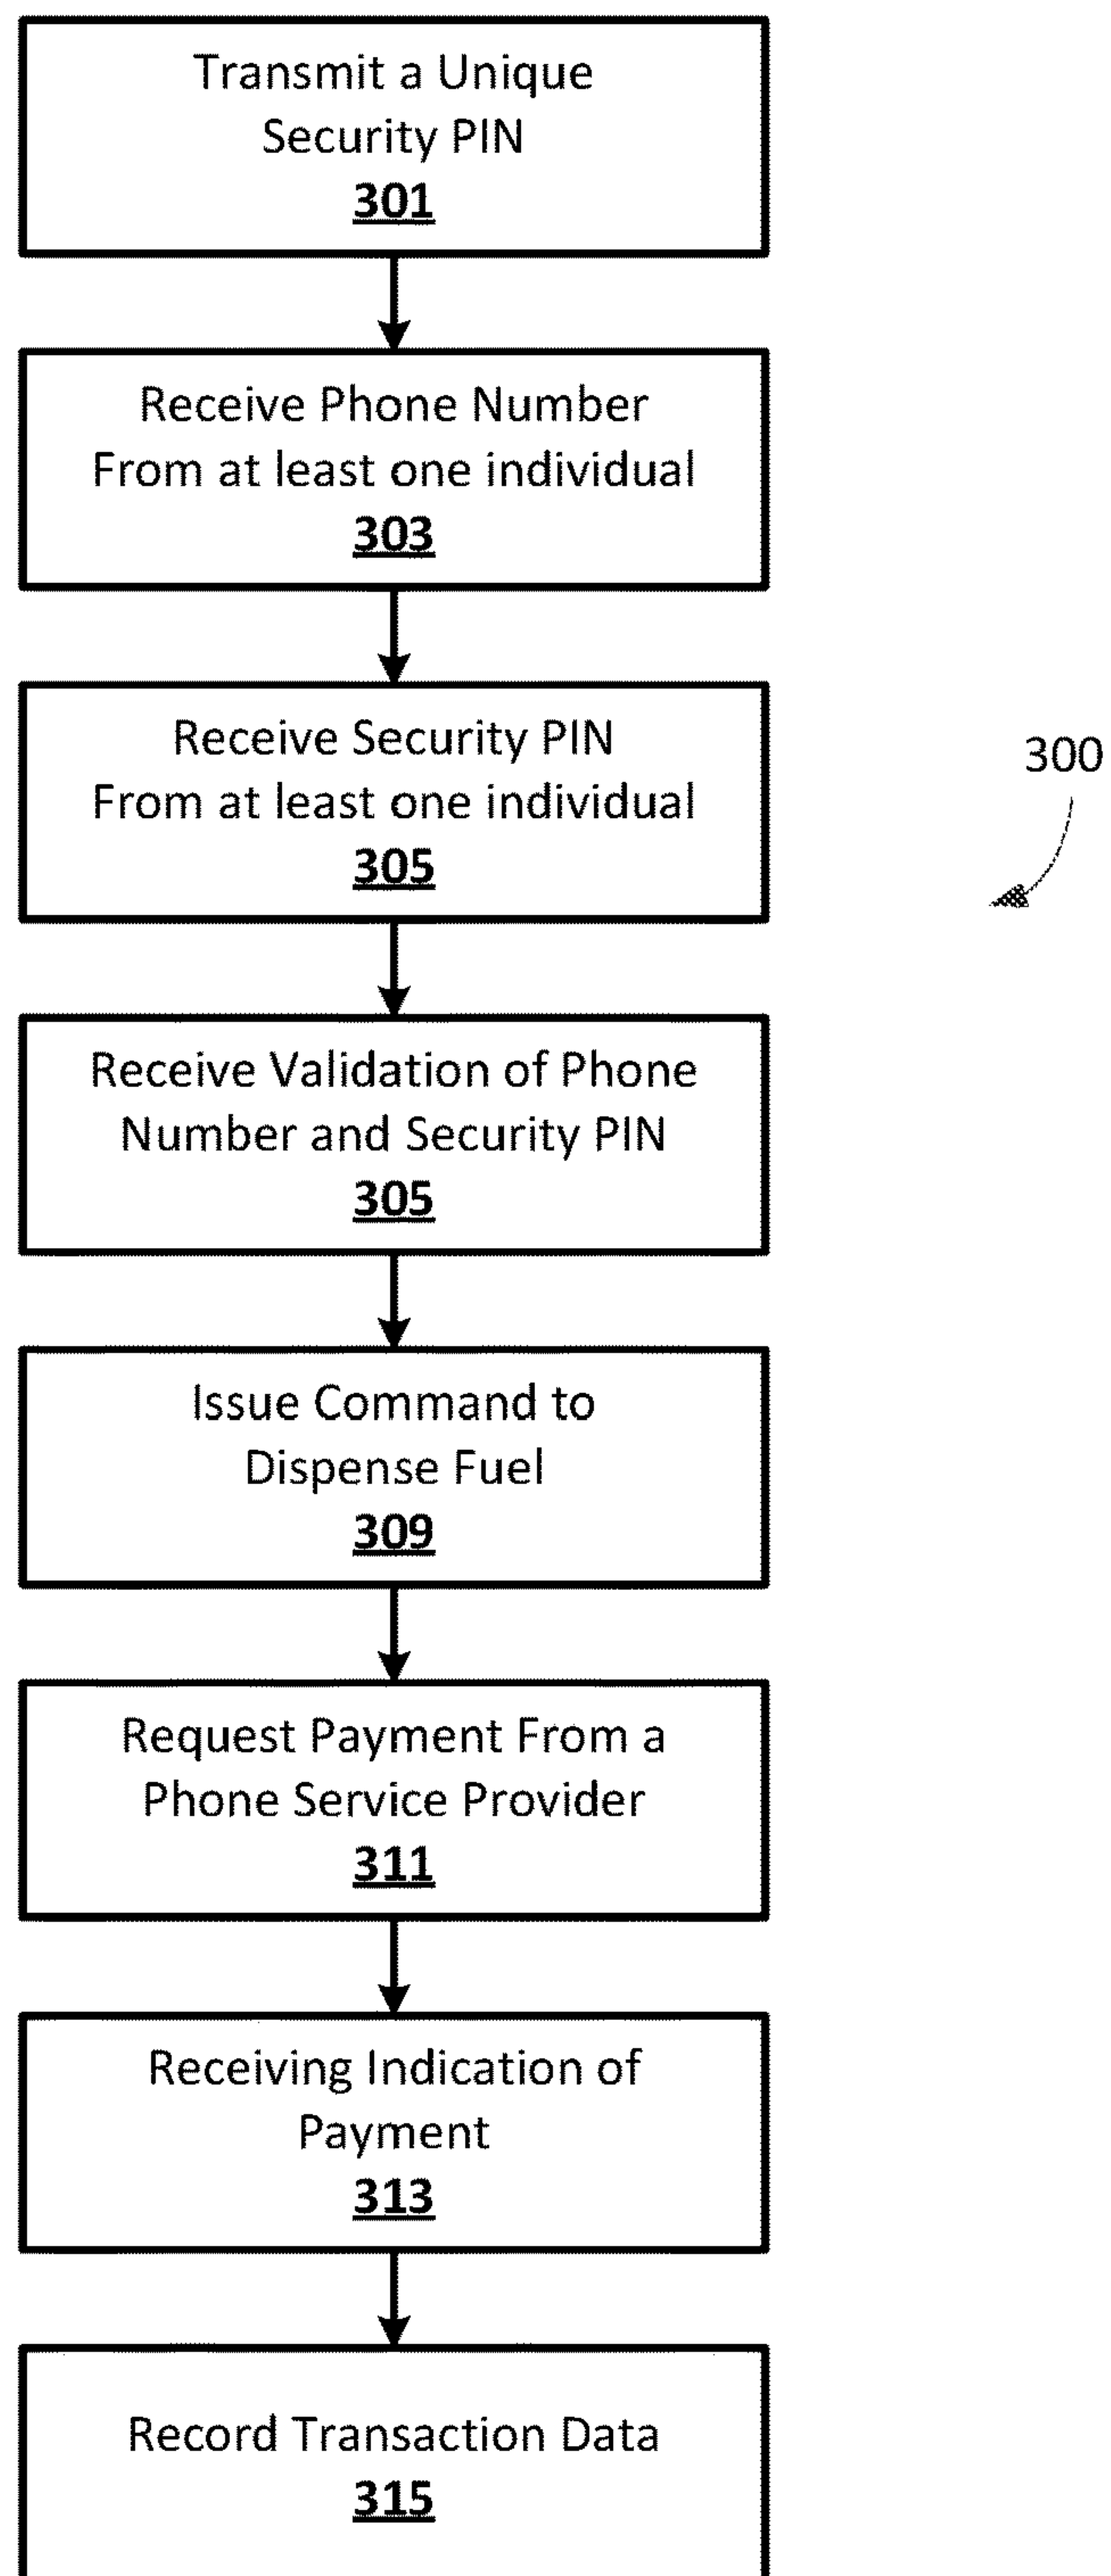 Transmit a Unique
Security PIN
301
Receive Phone Number
From at least one individual
303
Receive Security PIN
From at least one individual
305
300
Receive Validation of Phone
Number and Security PIN
305
Issue Command to
Dispense Fuel
309
Request Payment From a
Phone Service Provider
311
Receiving Indication of
Payment
313
Record Transaction Data
315